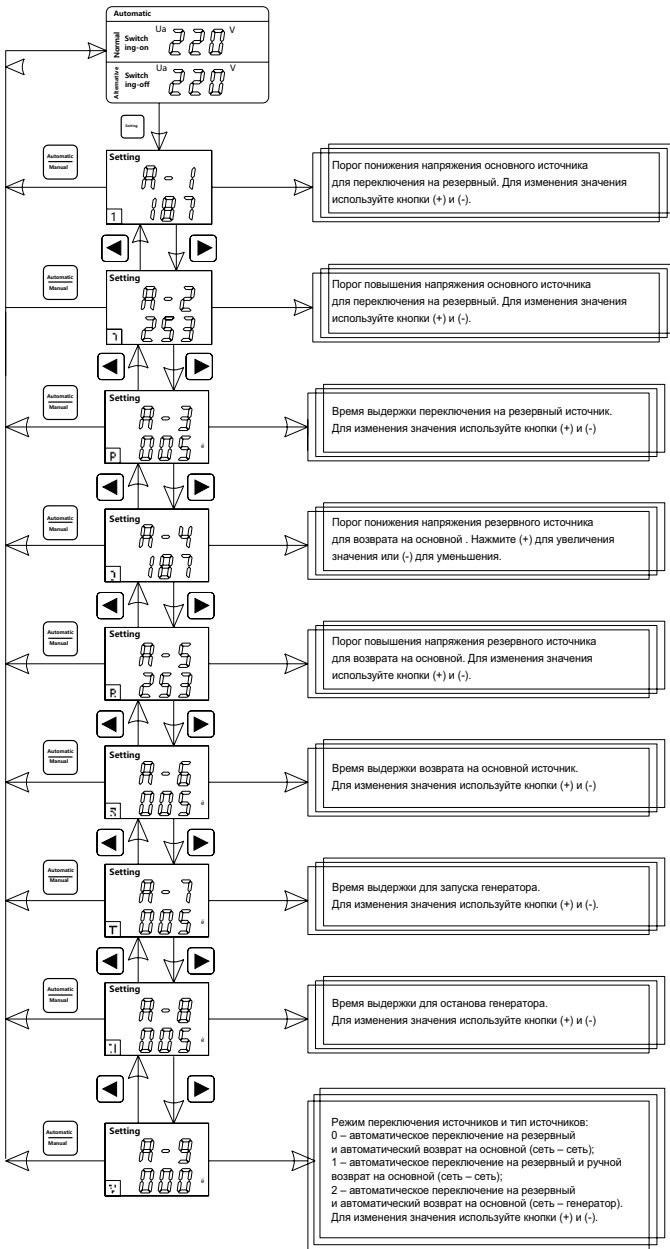 Automatic
Normal
Switch
ing-on
Ua
220
V
Alternative
Switch
ing-off
Ua
220
V
Setting
Automatic
Manual
Setting
A-1
187
1
Порог понижения напряжения основного источника
для переключения на резервный. Для изменения значения
используйте кнопки (+) и (-).
Automatic
Manual
Setting
A-2
253
Порог повышения напряжения основного источника
для переключения на резервный. Для изменения значения
используйте кнопки (+) и (-).
Automatic
Manual
Setting
A-3
005
Время выдержки переключения на резервный источник.
Для изменения значения используйте кнопки (+) и (-)
Automatic
Manual
Setting
A-4
187
Порог понижения напряжения резервного источника
для возврата на основной . Нажмите (+) для увеличения
значения или (-) для уменьшения.
Automatic
Manual
Setting
A-5
253
Порог повышения напряжения резервного источника
для возврата на основной. Для изменения значения
используйте кнопки (+) и (-).
Automatic
Manual
Setting
A-6
005
Время выдержки возврата на основной источник.
Для изменения значения используйте кнопки (+) и (-)
Automatic
Manual
Setting
A-7
005
Время выдержки для запуска генератора.
Для изменения значения используйте кнопки (+) и (-).
Automatic
Manual
Setting
A-8
005
Время выдержки для останова генератора.
Для изменения значения используйте кнопки (+) и (-)
Automatic
Manual
Setting
A-9
000
Режим переключения источников и тип источников:
0 – автоматическое переключение на резервный
и автоматический возврат на основной (сеть – сеть);
1 – автоматическое переключение на резервный и ручной
возврат на основной (сеть – сеть);
2 – автоматическое переключение на резервный
и автоматический возврат на основной (сеть – генератор).
Для изменения значения используйте кнопки (+) и (-).